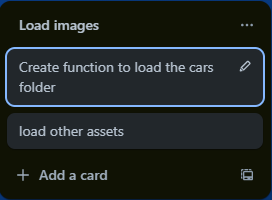 Load images
Create function to load the cars
folder
load other assets
Add a card